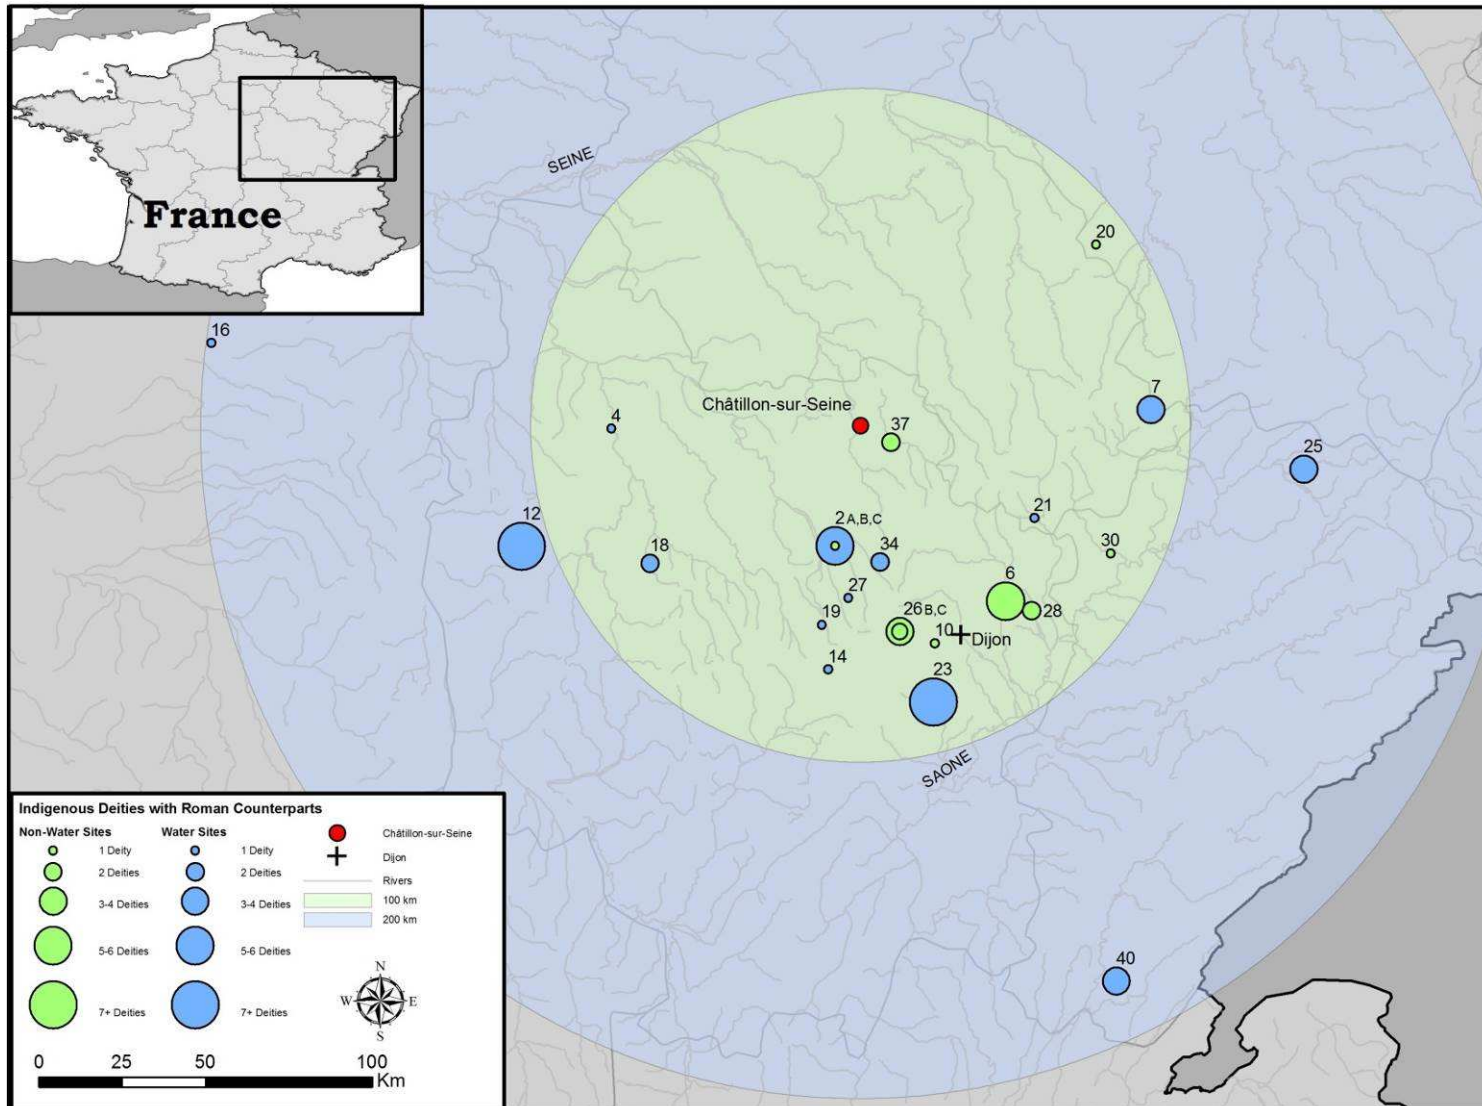 France
SEINE
20
16
7
Châtillon-sur-Seine
4
37
25
21
12
2 A,B,C
34
30
18
6
27
28
26 B,C
19
10
Dijon
14
23
SAONE
40
Indigenous Deities with Roman Counterparts
Non-Water Sites
1 Deity
2 Deities
3-4 Deities
5-6 Deities
7+ Deities
Water Sites
1 Deity
2 Deities
3-4 Deities
5-6 Deities
7+ Deities
Châtillon-sur-Seine
Dijon
Rivers
100 km
200 km
N
W E
S
0 25 50 100
Km